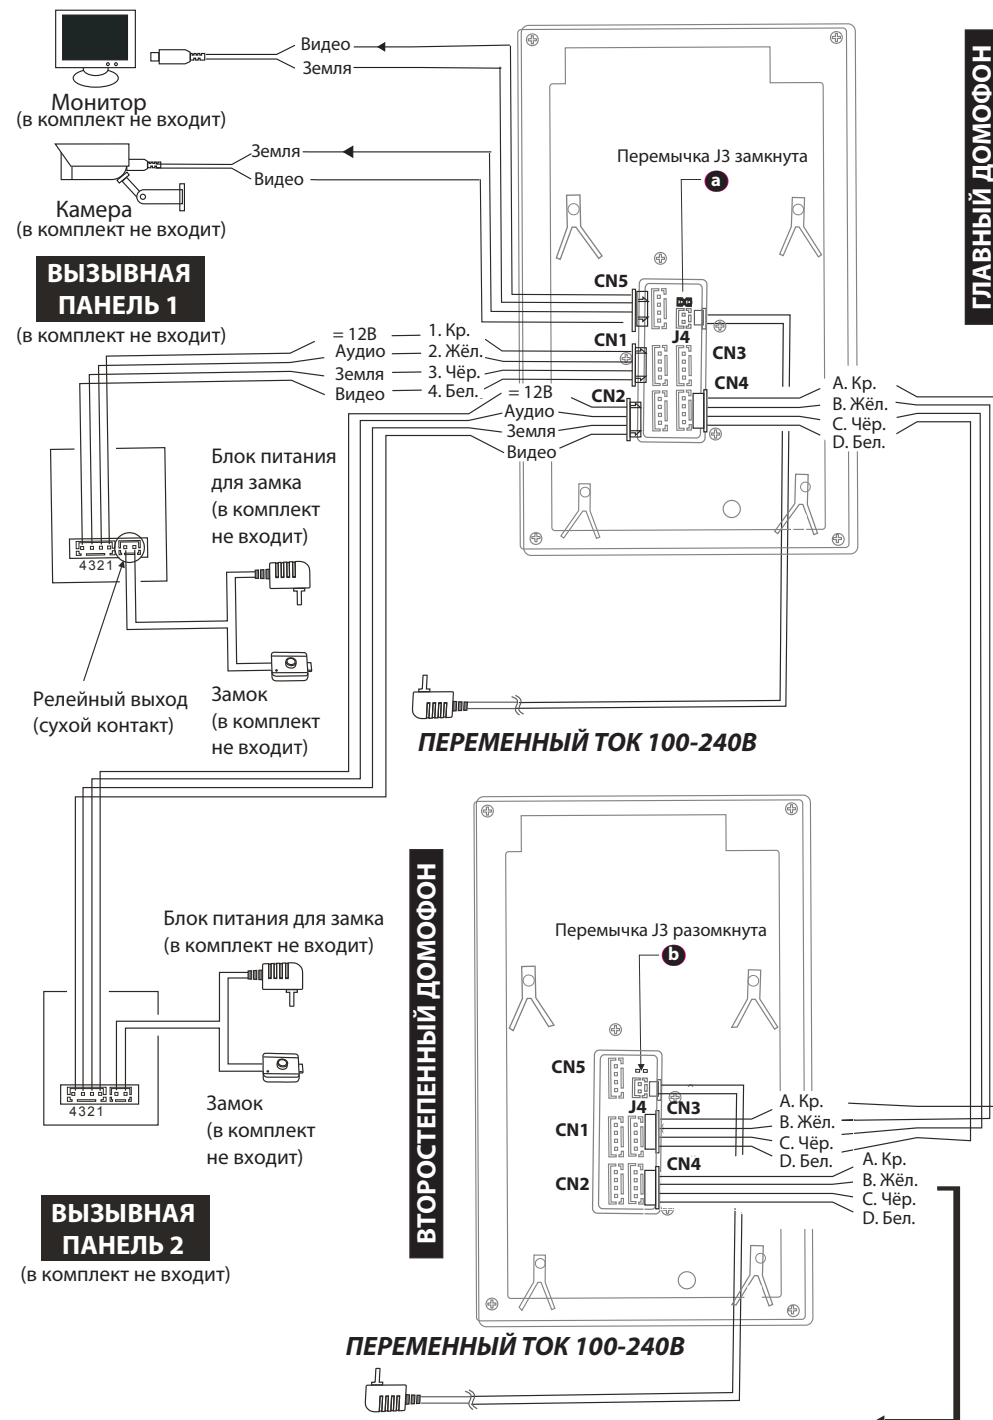 Видео
Земля
Монитор
(в комплект не входит)
Земля
Видео
Камера
(в комплект не входит)
ВЫЗЫВНАЯ
ПАНЕЛЬ 1
(в комплект не входит)
= 12В
Аудио
Земля
Видео
1. Кр.
2. Жёл.
3. Чёр.
4. Бел.
= 12В
Аудио
Земля
Видео
Перемычка J3 замкнута
a
CN5
CN1
CN2
J4
CN3
CN4
A. Кр.
B. Жёл.
C. Чёр.
D. Бел.
ГЛАВНЫЙ ДОМОФОН
Блок питания
для замка
(в комплект
не входит)
4321
Релейный выход
(сухой контакт)
Замок
(в комплект
не входит)
ПЕРЕМЕННЫЙ ТОК 100-240В
ВТОРОСТЕПЕННЫЙ ДОМОФОН
Блок питания для замка
(в комплект не входит)
4321
Замок
(в комплект
не входит)
ВЫЗЫВНАЯ
ПАНЕЛЬ 2
(в комплект не входит)
Перемычка J3 разомкнута
b
CN5
J4
CN3
CN1
CN4
CN2
A. Кр.
B. Жёл.
C. Чёр.
D. Бел.
A. Кр.
B. Жёл.
C. Чёр.
D. Бел.
ПЕРЕМЕННЫЙ ТОК 100-240В